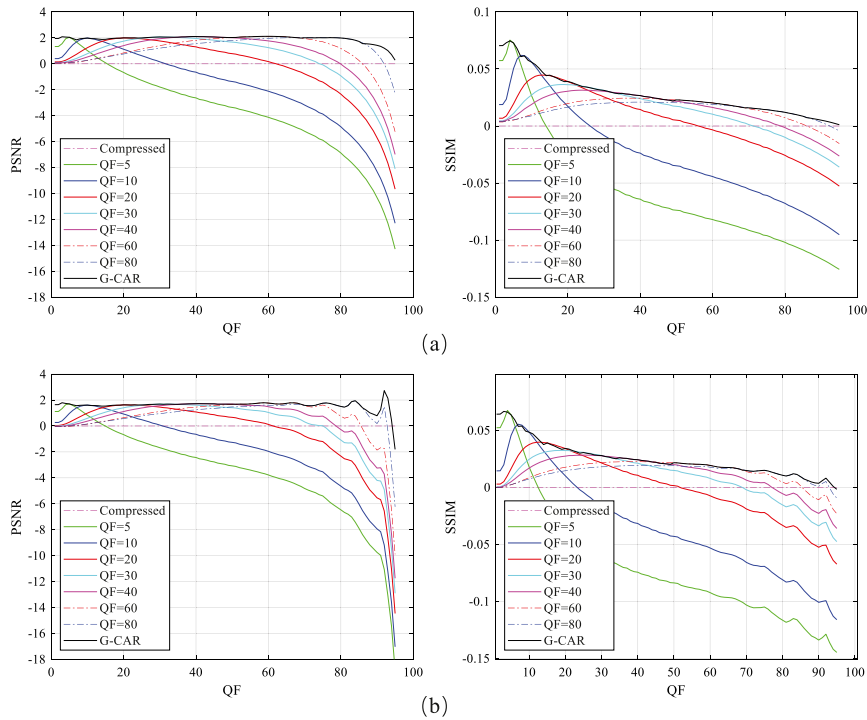 4
2
0
-2
-4
-6
-8
-10
-12
-14
-16
-18
PSNR
Compressed
QF=5
QF=10
QF=20
QF=30
QF=40
QF=60
QF=80
G-CAR
0 20 40 60 80 100
QF
0.1
0.05
0
-0.05
-0.1
-0.15
SSIM
Compressed
QF=5
QF=10
QF=20
QF=30
QF=40
QF=60
QF=80
G-CAR
0 20 40 60 80 100
QF
(a)
4
2
0
-2
-4
-6
-8
-10
-12
-14
-16
-18
PSNR
Compressed
QF=5
QF=10
QF=20
QF=30
QF=40
QF=60
QF=80
G-CAR
0 20 40 60 80 100
QF
0.05
0
-0.05
-0.1
-0.15
SSIM
Compressed
QF=5
QF=10
QF=20
QF=30
QF=40
QF=60
QF=80
G-CAR
10 20 30 40 50 60 70 80 90 100
QF
(b)